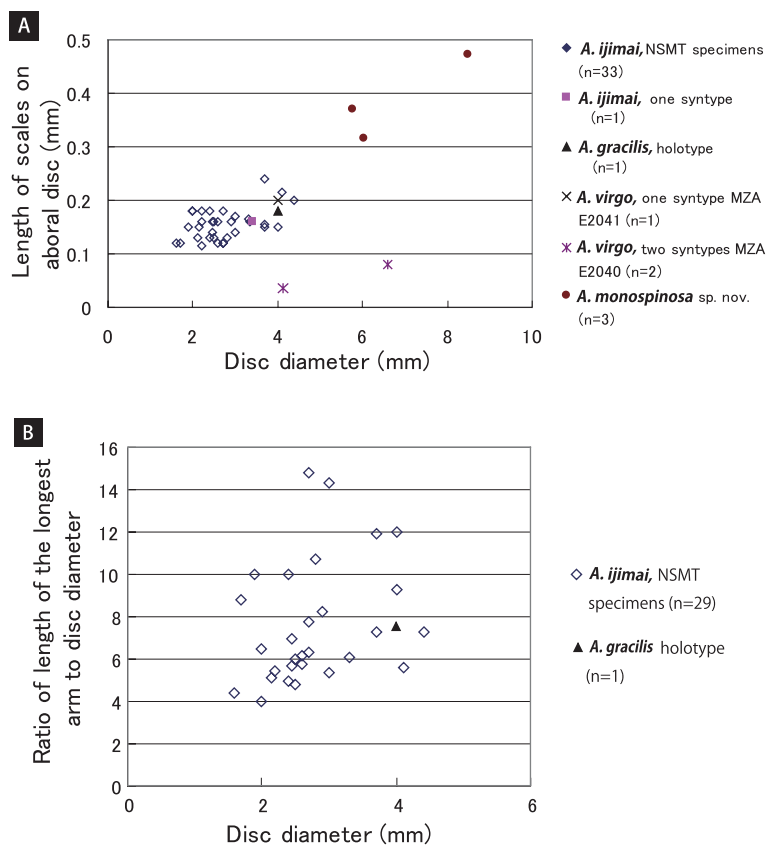 A
0.5
0.4
0.3
0.2
0.1
0
Length of scales on
aboral disc (mm)
0 2 4 6 8 10
Disc diameter (mm)
A. ijimai, NSMT specimens
(n=33)
A. ijimai, one syntype
(n=1)
A. gracilis, holotype
(n=1)
A. virgo, one syntype MZA
E2041 (n=1)
A. virgo, two syntypes MZA
E2040 (n=2)
A. monospinosa sp. nov.
(n=3)
B
16
14
12
10
8
6
4
2
0
Ratio of length of the longest
arm to disc diameter
0 2 4 6
Disc diameter (mm)
A. ijimai, NSMT
specimens (n=29)
A. gracilis holotype
(n=1)